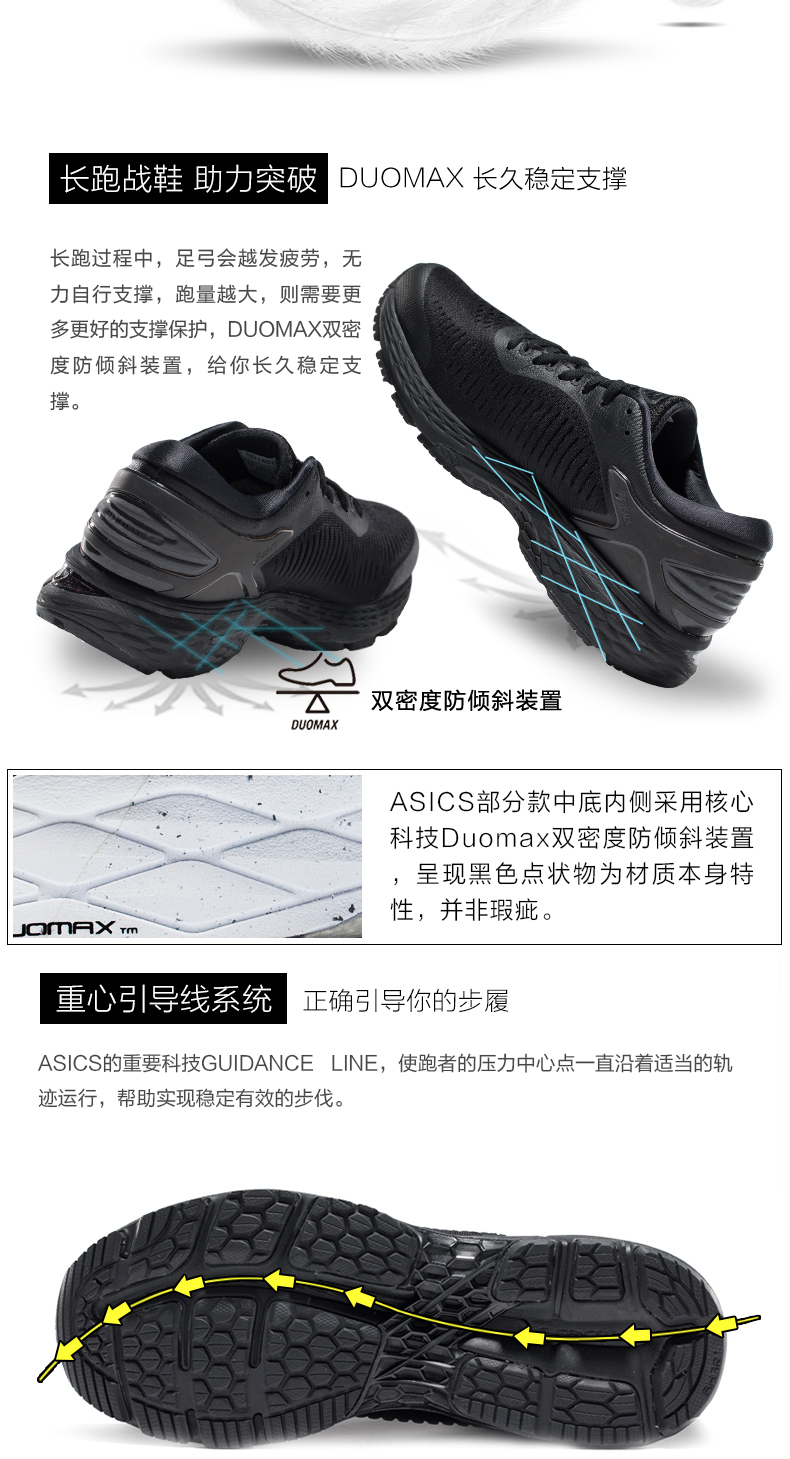 长跑战鞋 助力突破 DUOMAX 长久稳定支撑
长跑过程中，足弓会越发疲劳，无
力自行支撑，跑量越大，则需要更
多更好的支撑保护，DUOMAX双密
度防倾斜装置，给你长久稳定支
撑。
DUOMAX
双密度防倾斜装置
ASICS部分款中底内侧采用核心
科技Duomax双密度防倾斜装置
，呈现黑色点状物为材质本身特
性，并非瑕疵。
JOMAX TM
重心引导线系统 正确引导你的步履
ASICS的重要科技GUIDANCE LINE，使跑者的压力中心点一直沿着适当的轨
迹运行，帮助实现稳定有效的步伐。